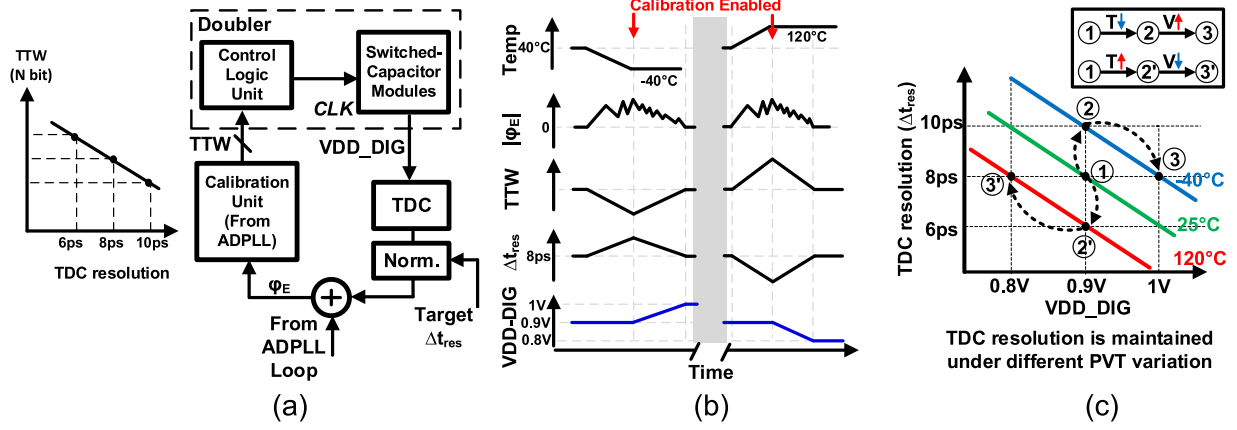 TTW
(N bit)
6ps 8ps 10ps
TDC resolution
Doubler
Control
Logic
Unit
Switched-
Capacitor
Modules
CLK
TTW
VDD_DIG
Calibration
Unit
(From
ADPLL)
TDC
Norm.
φE
+
From
ADPLL
Loop
Target
Δtres
(a)
Calibration Enabled
Temp
40°C
-40°C
120°C
|φE|
0
TTW
Δtres
8ps
VDD-DIG
1V
0.9V
0.8V
Time
(b)
1 T↓ 2 V↑ 3
1 T↑ 2' V↓ 3'
TDC resolution (Δtres)
10ps
8ps
6ps
2
3
1
3'
2'
-40°C
25°C
120°C
0.8V 0.9V 1V
VDD_DIG
TDC resolution is maintained
under different PVT variation
(c)